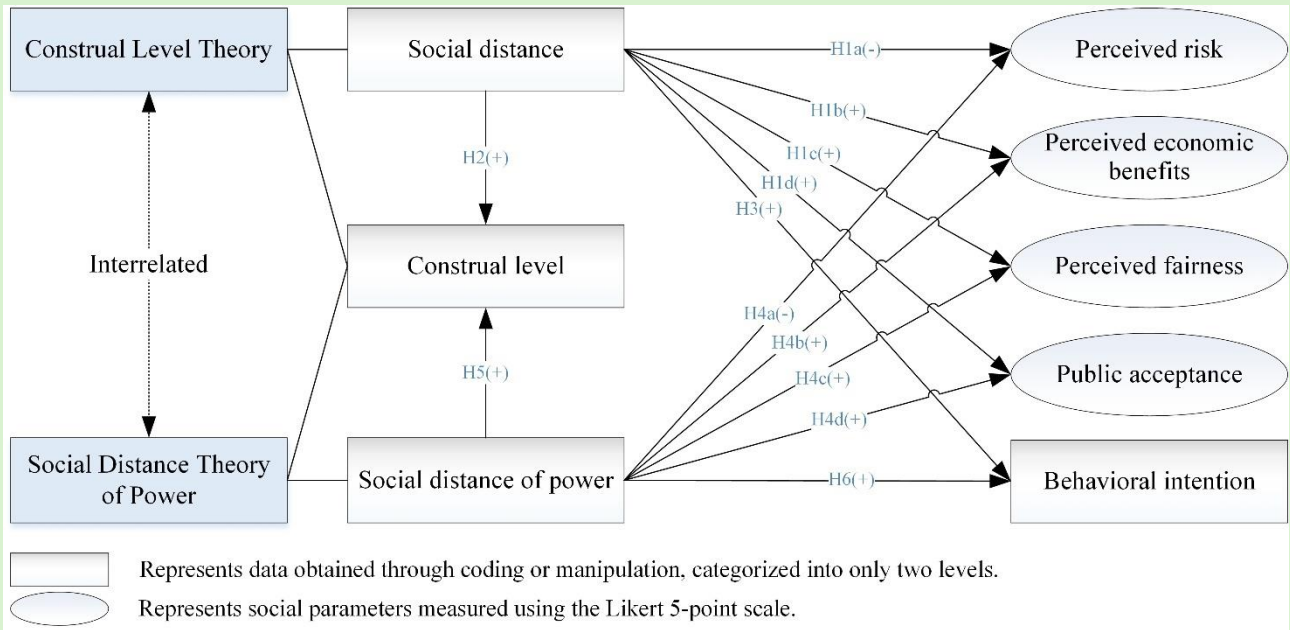 Construal Level Theory
Social distance
H1a(-)
Perceived risk
H1b(+)
Perceived economic
benefits
H1c(+)
H2(+)
H1d(+)
H3(+)
Interrelated
Construal level
Perceived fairness
H4a(-)
H4b(+)
H5(+)
H4c(+)
Public acceptance
H4d(+)
Social Distance Theory
of Power
Social distance of power
H6(+)
Behavioral intention
Represents data obtained through coding or manipulation, categorized into only two levels.
Represents social parameters measured using the Likert 5-point scale.